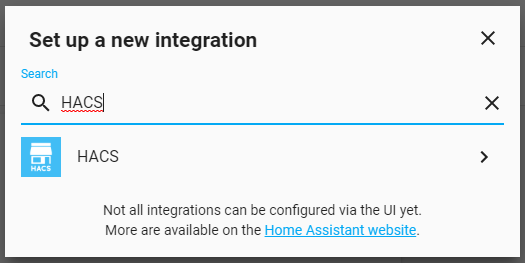 Set up a new integration
Search
HACS
HACS
HACS
Not all integrations can be configured via the UI yet.
More are available on the Home Assistant website.